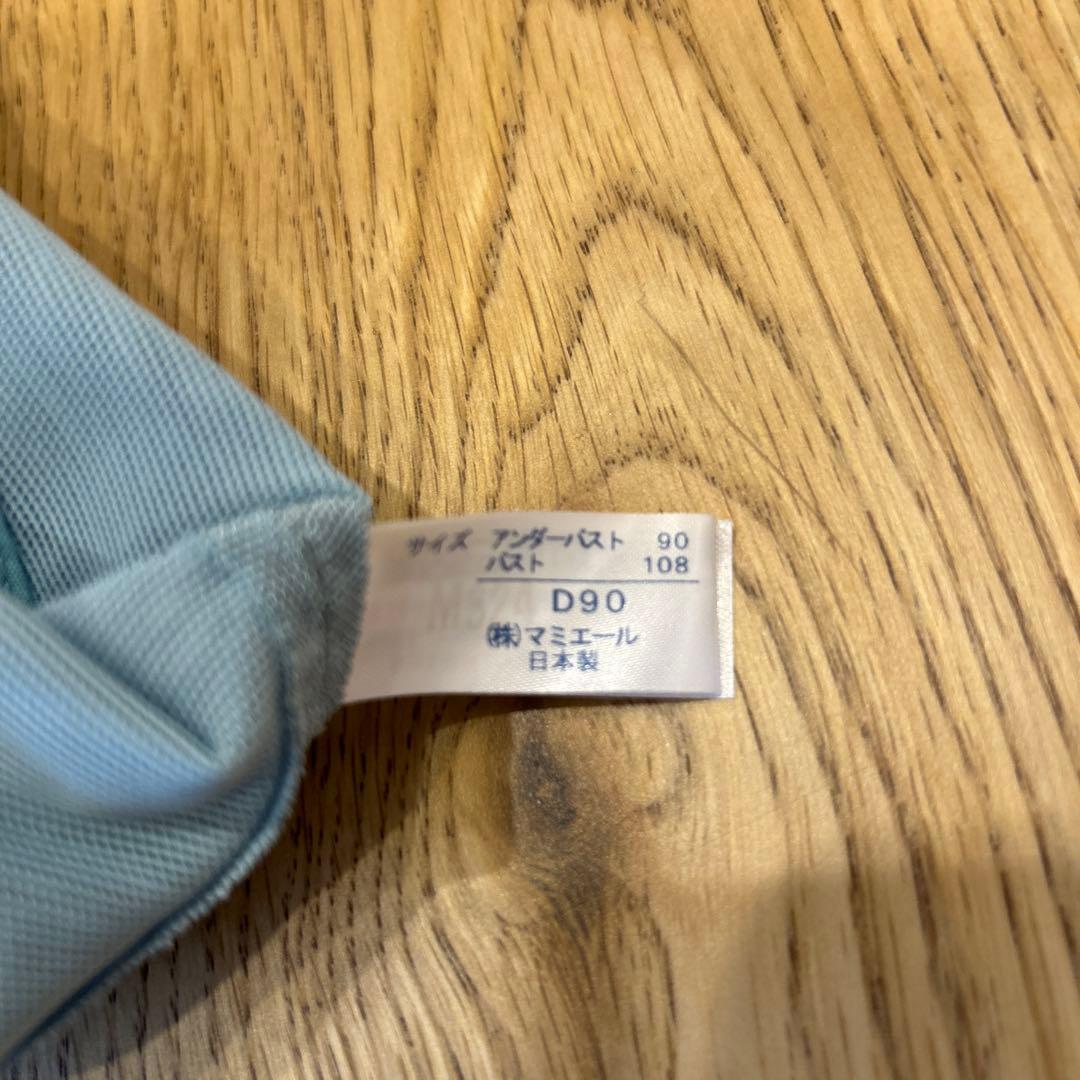 サイズ アンダーバスト 90
バスト 108
D90
㈱マミエール
日本製